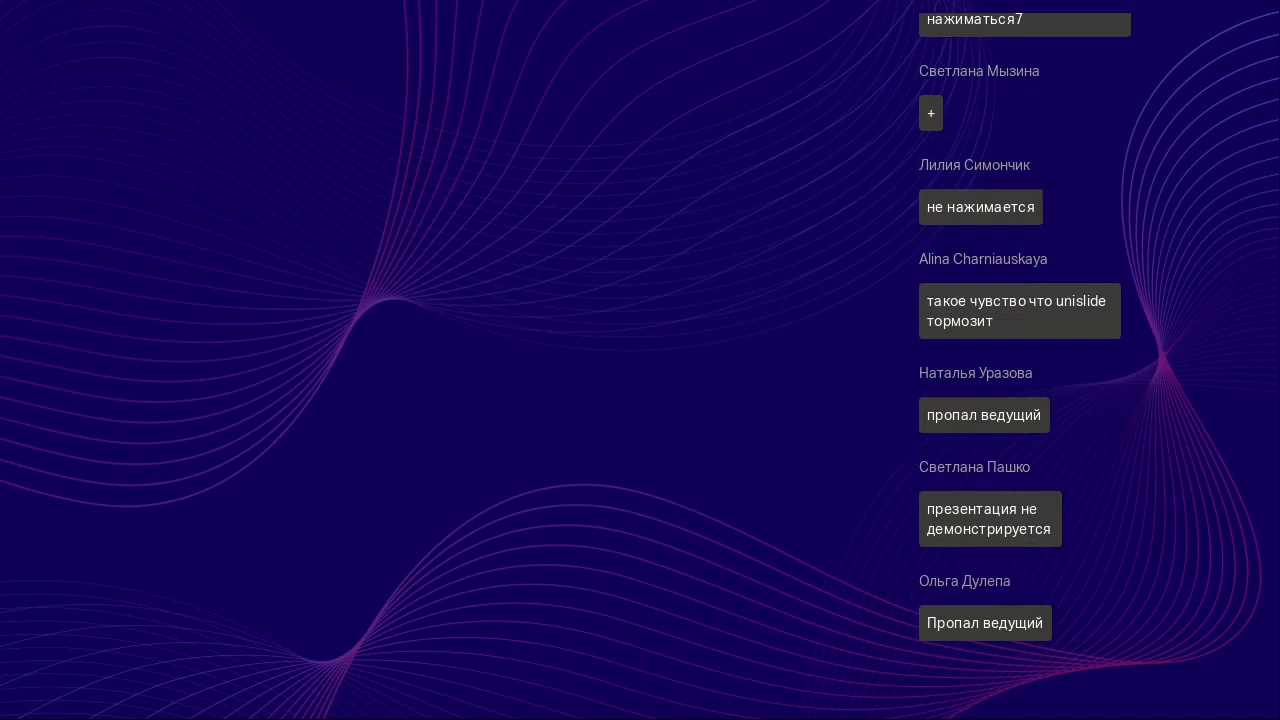 нажиматься7
Светлана Мызина
+
Лилия Симончик
не нажимается
Alina Charniauskaya
такое чувство что unislide
тормозит
Наталья Уразова
пропал ведущий
Светлана Пашко
презентация не
демонстрируется
Ольга Дулепа
Пропал ведущий